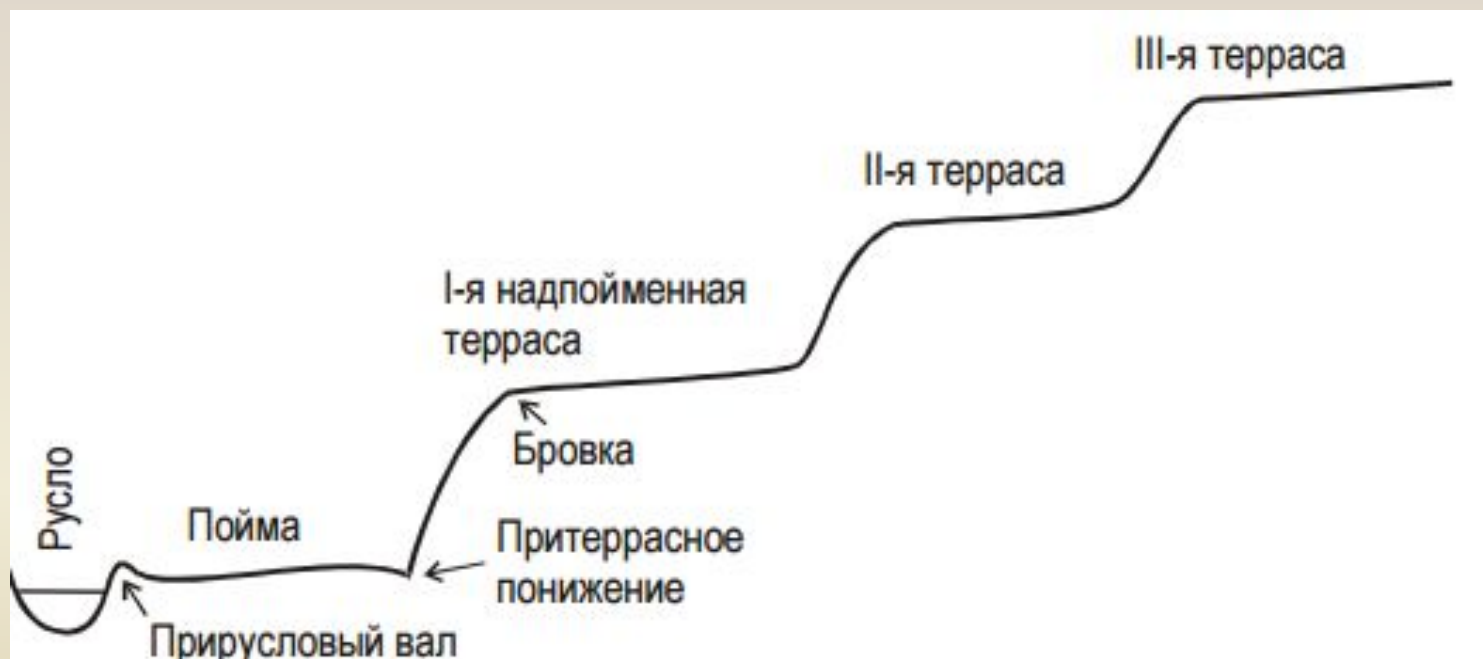 III-я терраса
II-я терраса
I-я надпойменная
терраса
Бровка
Русло
Пойма
Притеррасное
понижение
Прирусловый вал